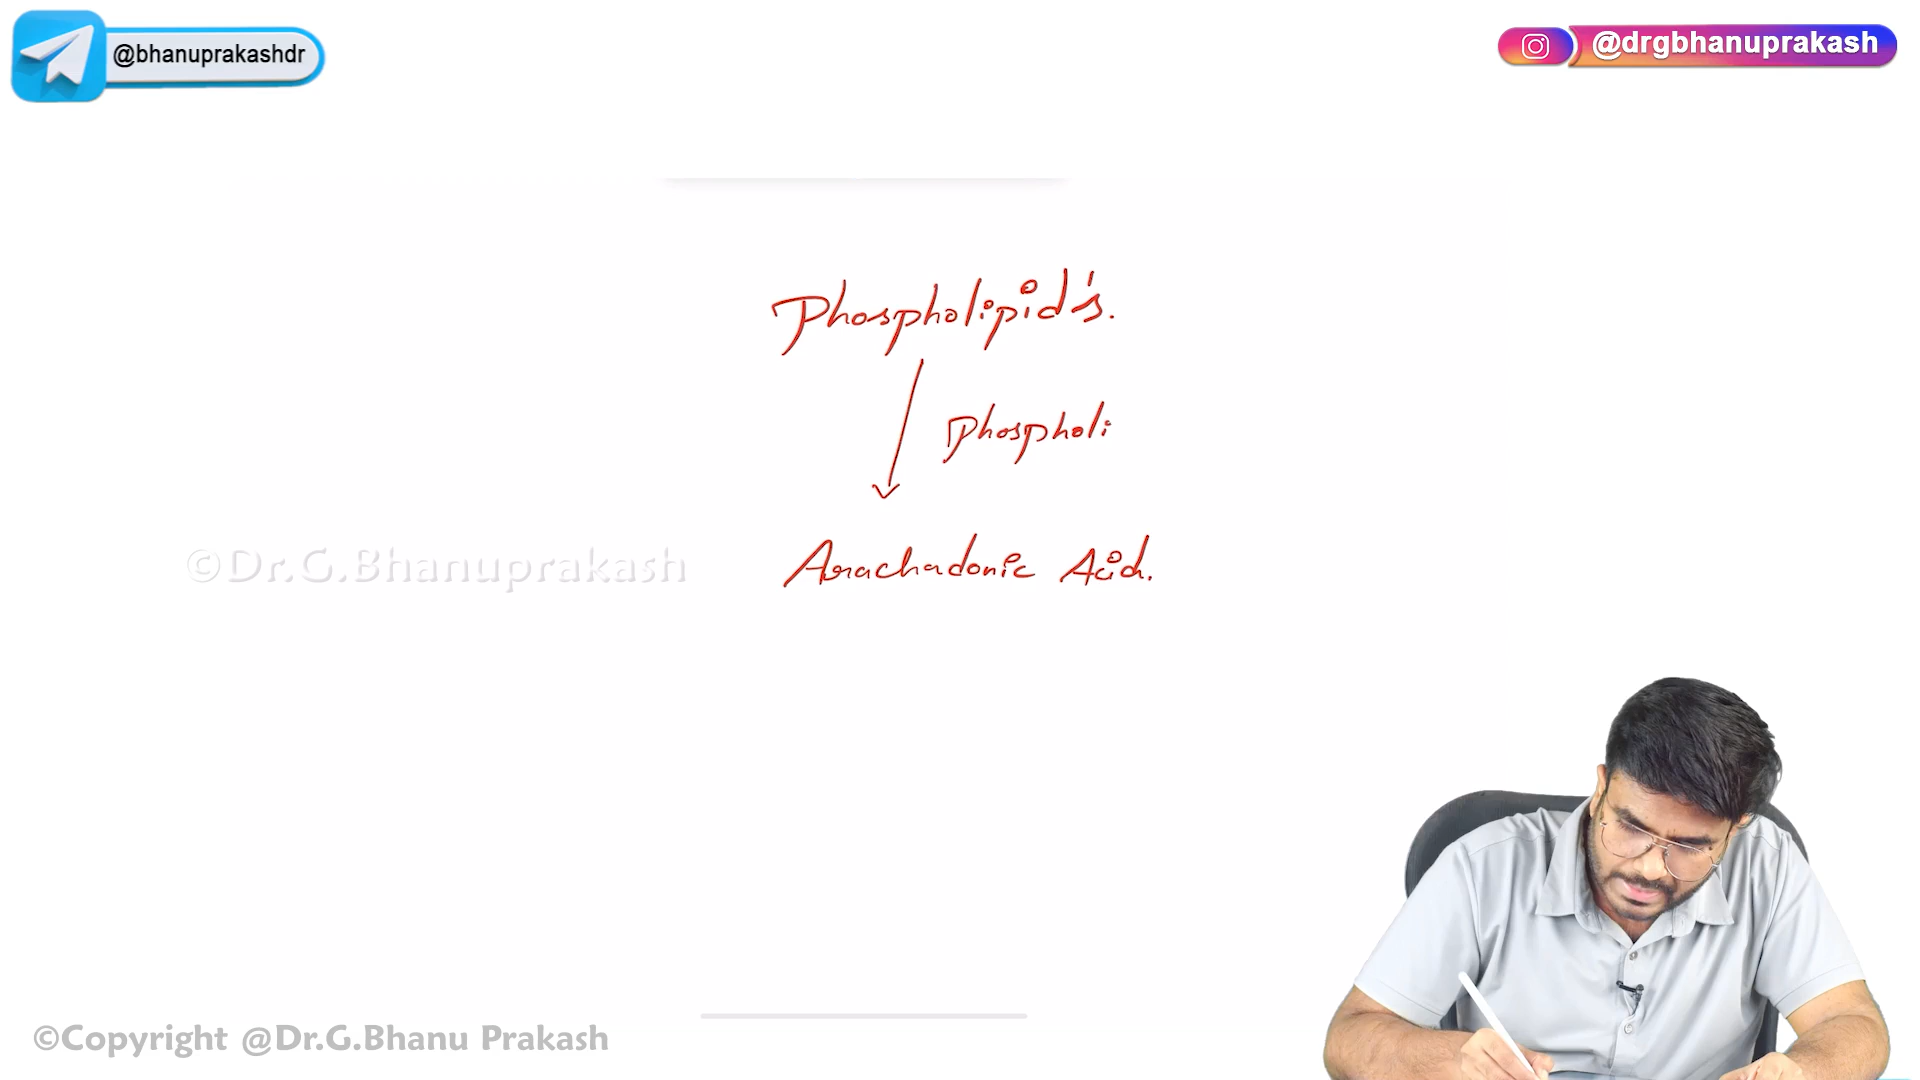 @bhanuprakashdr
@drgbhanuprakash
Phospholipid's.
Phospholi
Arachadonic Acid.
©Dr.G.Bhanuprakash
©Copyright @Dr.G.Bhanu Prakash